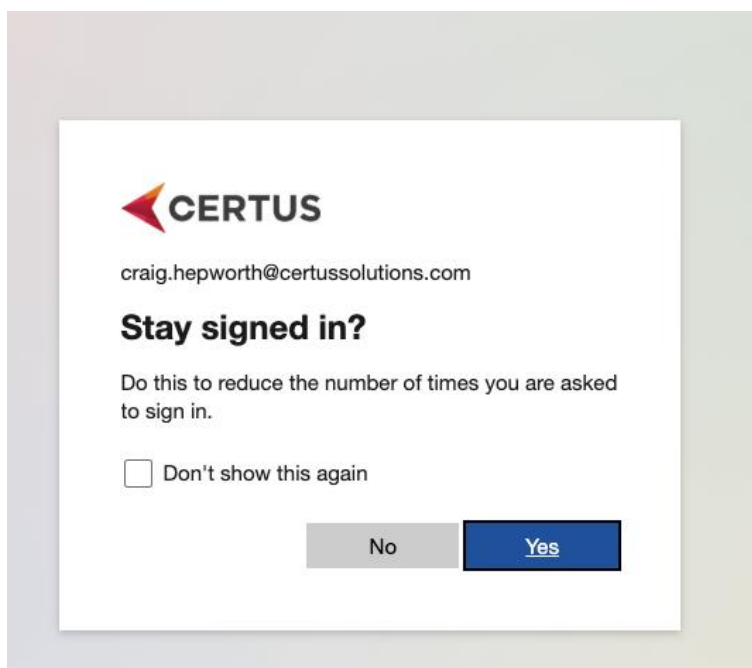 CERTUS
craig.hepworth@certussolutions.com
Stay signed in?
Do this to reduce the number of times you are asked
to sign in.
Don't show this again
No
Yes